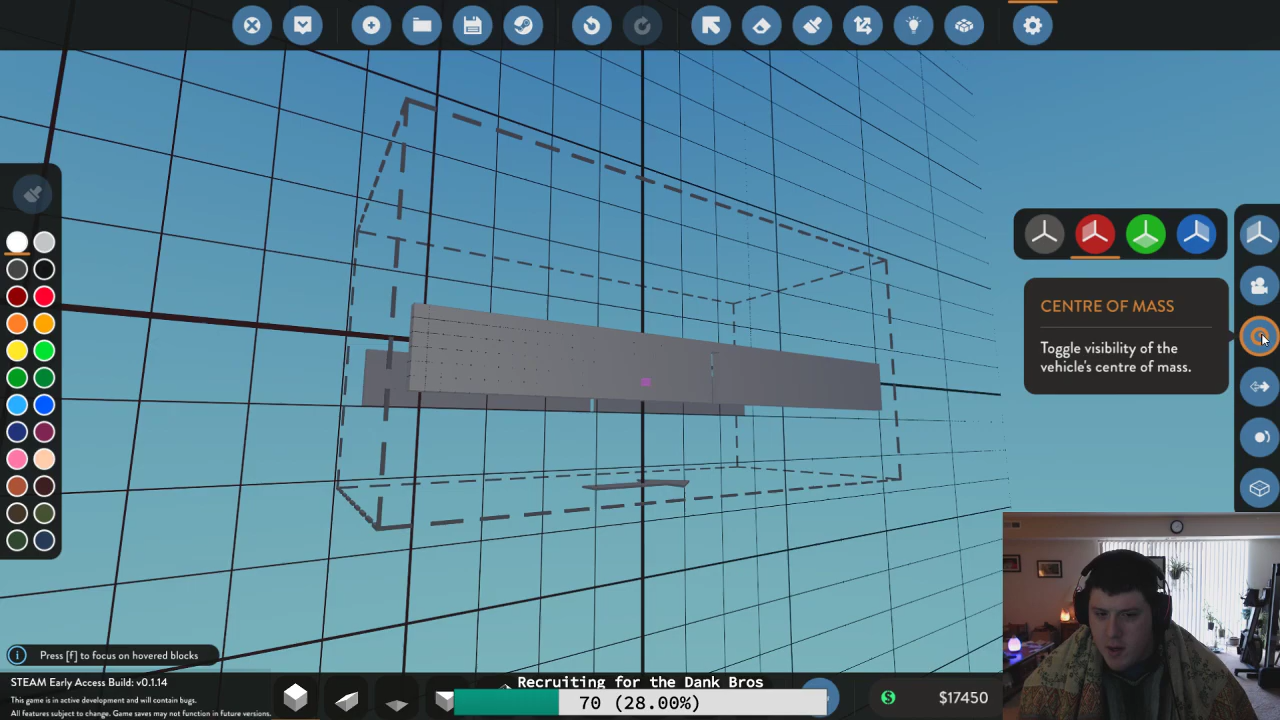 CENTRE OF MASS
Toggle visibility of the
vehicle's centre of mass.
Press [f] to focus on hovered blocks
STEAM Early Access Build: v0.1.14
This game is in active development and will contain bugs.
All features subject to change. Game saves may not function in future versions.
Recruiting for the Dank Bros
70 (28.00%)
$17450